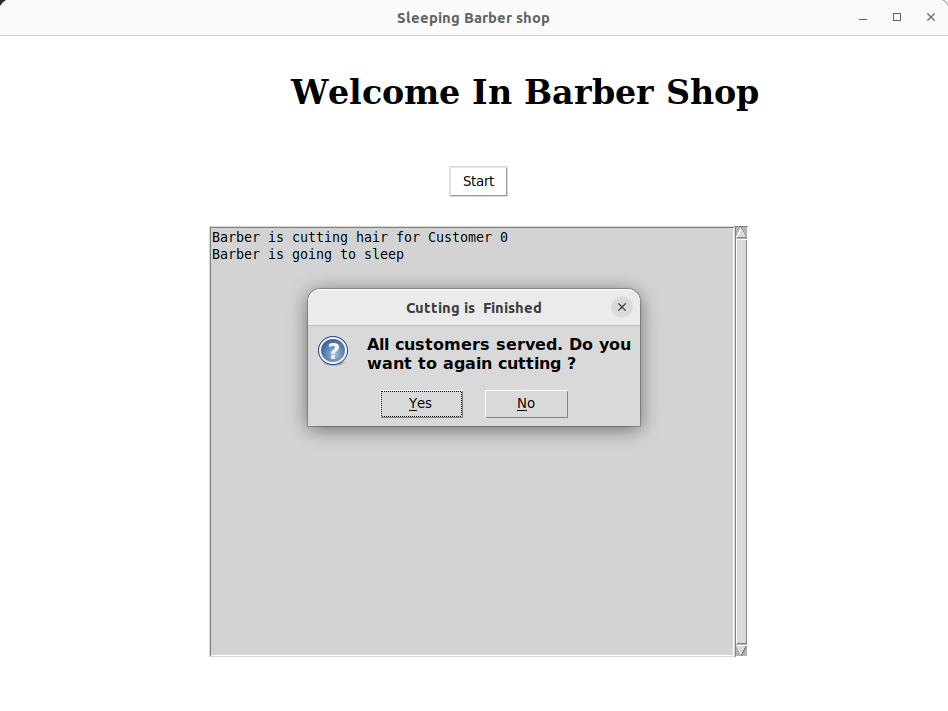 Sleeping Barber shop
Welcome In Barber Shop
Start
Barber is cutting hair for Customer 0
Barber is going to sleep
Cutting is  Finished
All customers served. Do you
want to again cutting ?
Yes
No